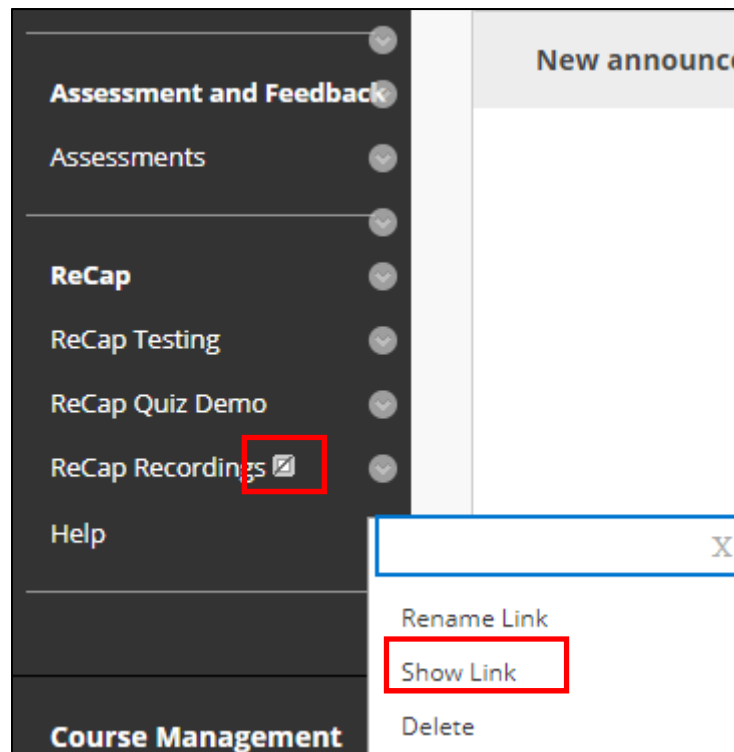 New announc
Assessment and Feedback
Assessments
ReCap
ReCap Testing
ReCap Quiz Demo
ReCap Recordings
Help
X
Rename Link
Show Link
Delete
Course Management